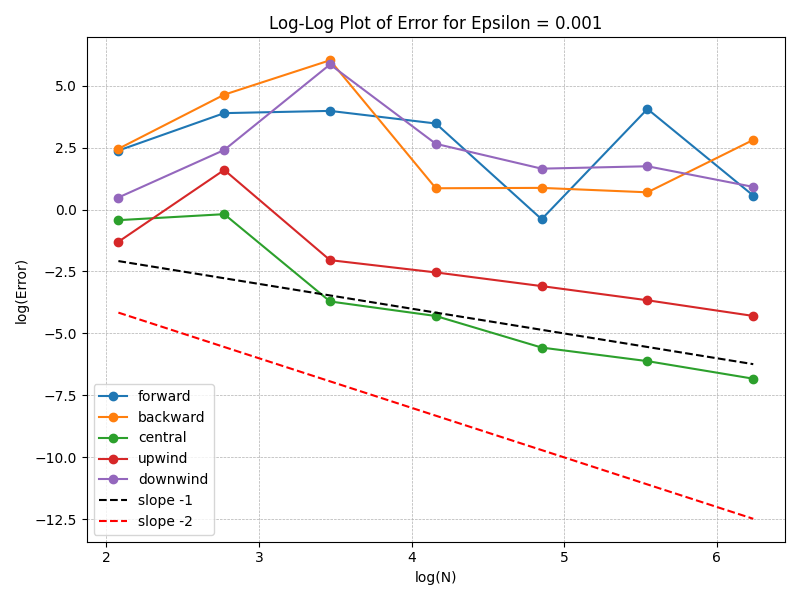 Log-Log Plot of Error for Epsilon = 0.001
log(Error)
5.0
2.5
0.0
−2.5
−5.0
−7.5
−10.0
−12.5
forward
backward
central
upwind
downwind
slope -1
slope -2
2 3 4 5 6
log(N)